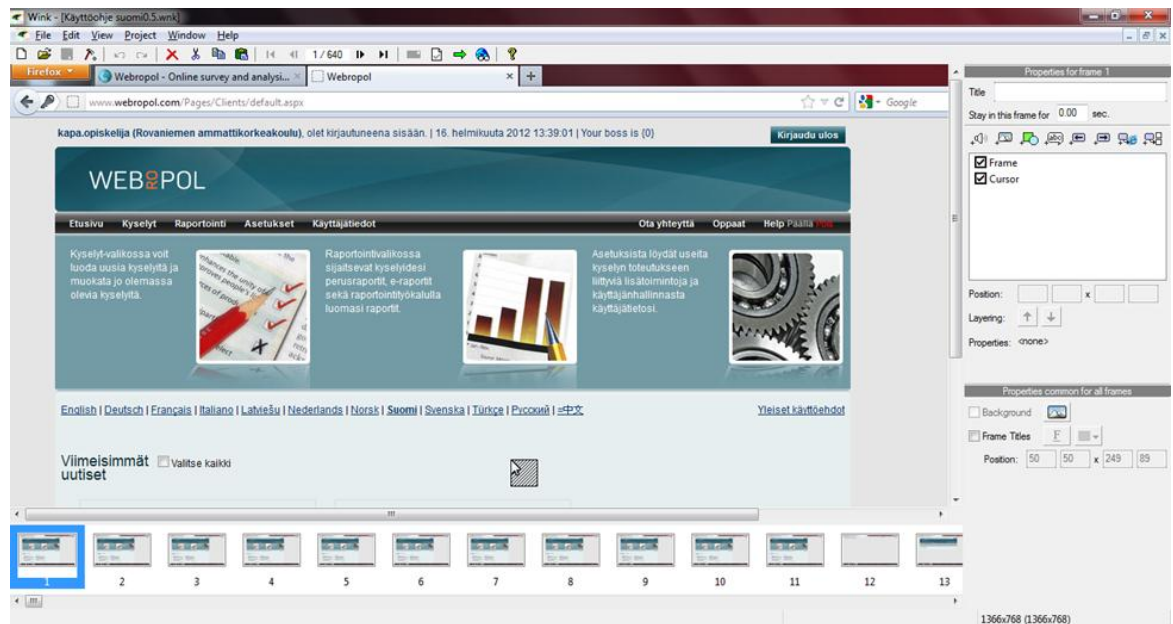 Wink - [Käyttöohje suomi0.5.wnk]
File Edit View Project Window Help
1 / 640
Firefox
Webropol - Online survey and analysi...
Webropol
www.webropol.com/Pages/Clients/default.aspx
Google
kapa.opiskelija (Rovaniemen ammattikorkeakoulu), olet kirjautuneena sisään. | 16. helmikuuta 2012 13:39:01 | Your boss is {0}
Kirjaudu ulos
WEBROPOL
Etusivu Kyselyt Raportointi Asetukset Käyttäjätiedot Ota yhteyttä Oppaat Help Päällä
Kyselyt-valikossa voit
luoda uusia kyselyitä ja
muokata jo olemassa
olevia kyselyitä.
Raportointivalikossa
sijaitsevat kyselyidesi
perusraportit, e-raportit
sekä raportointityökalulla
luomasi raportit.
Asetuksista löydät useita
kyselyn toteutukseen
liittyviä lisätoimintoja ja
käyttäjänhallinnasta
käyttäjätietosi.
English | Deutsch | Français | Italiano | Latviešu | Nederlands | Norsk | Suomi | Svenska | Türkçe | Русский | 中文
Yleiset käyttöehdot
Viimeisimmät
uutiset
Valitse kaikki
1 2 3 4 5 6 7 8 9 10 11 12 13
Properties for frame 1
Title
Stay in this frame for 0.00 sec.
Frame
Cursor
Position: x
Layering:
Properties: <none>
Properties common for all frames
Background
Frame Titles F
Position: 50 50 x 249 89
1366x768 (1366x768)